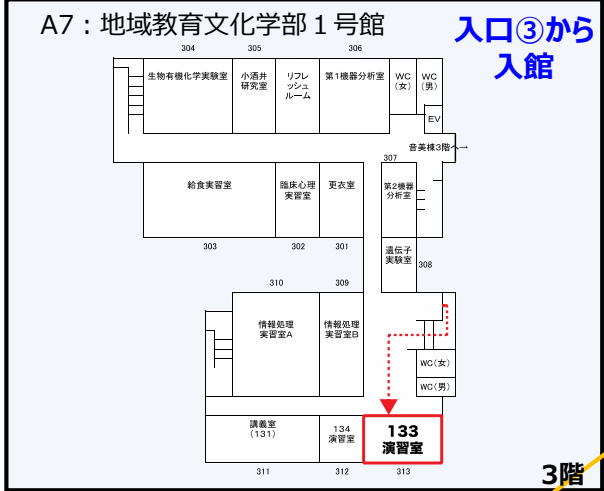 A7：地域教育文化学部１号館
入口③から
入館
304
305
306
生物有機化学実験室
小酒井
研究室
リフレ
ッシュ
ルーム
第1機器分析室
WC
(女)
WC
(男)
EV
音美棟3階へ→
307
給食実習室
臨床心理
実習室
更衣室
第2機器
分析室
303
302
301
遺伝子
実験室
308
310
309
情報処理
実習室A
情報処理
実習室B
WC(女)
WC(男)
講義室
(131)
134
演習室
133
演習室
311
312
313
3階